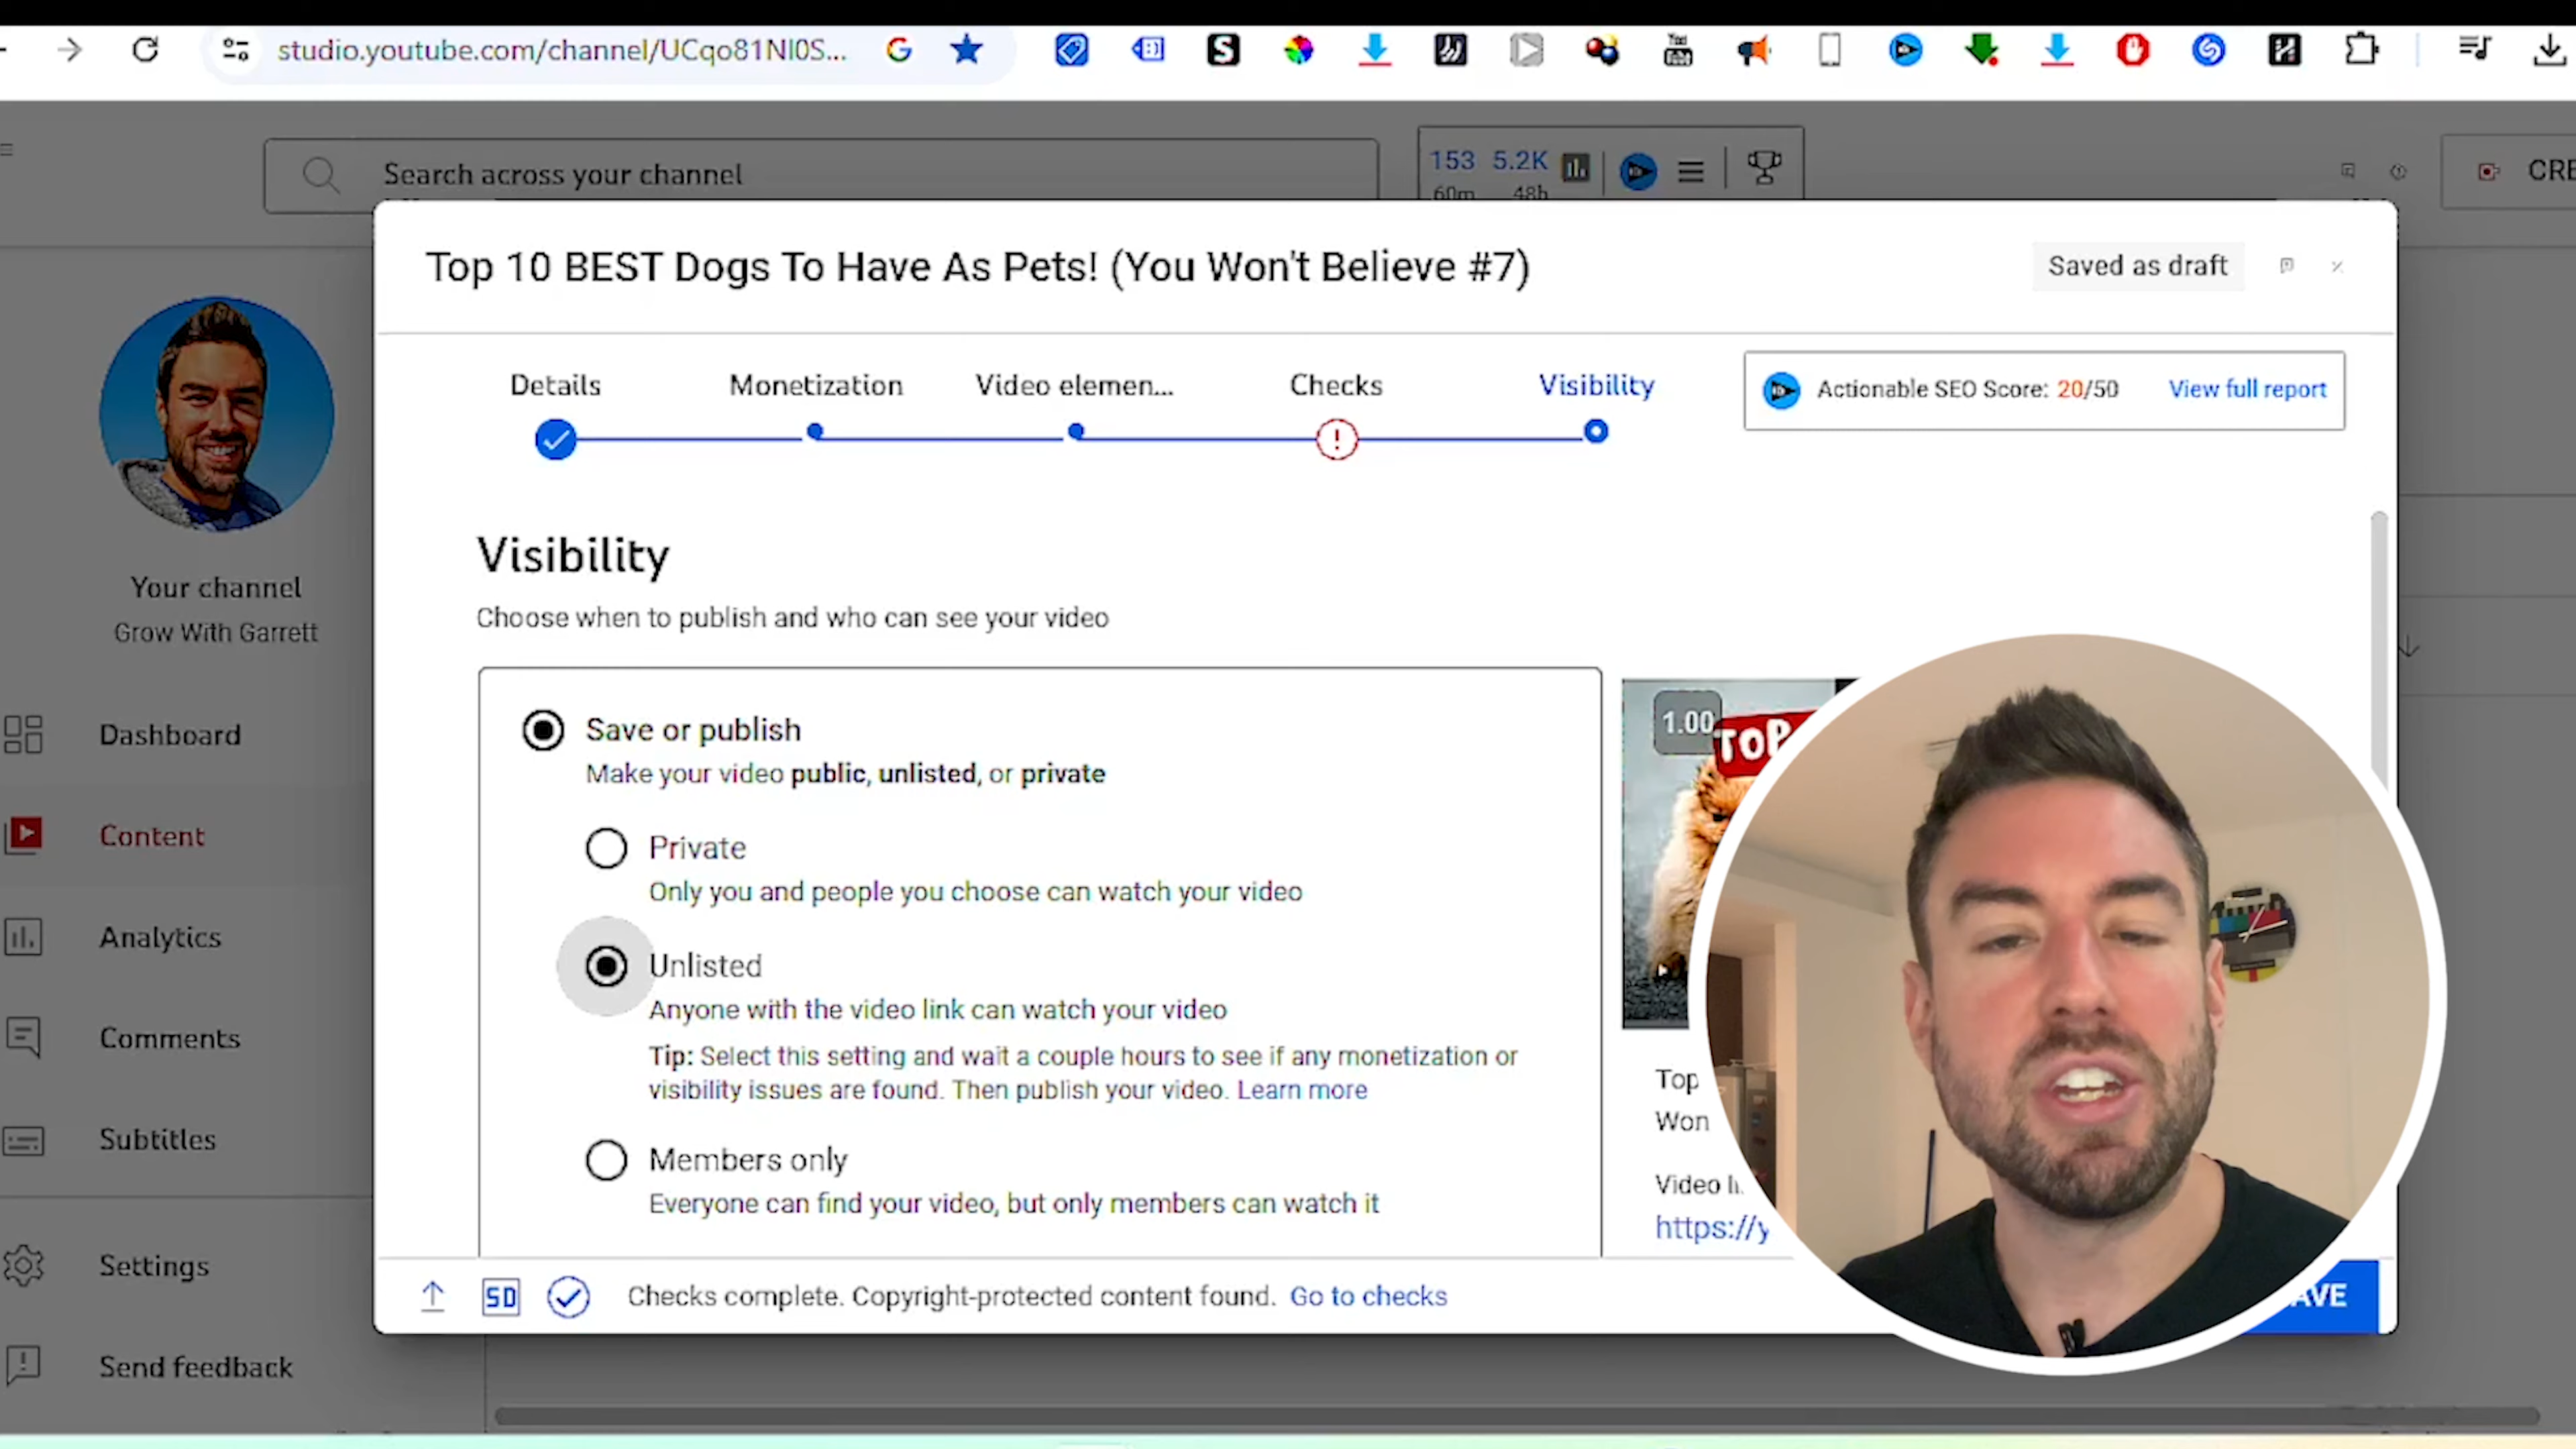 studio.youtube.com/channel/UCqo81NI0S...
Search across your channel
153 5.2K
60m 48h
CRE
Top 10 BEST Dogs To Have As Pets! (You Won't Believe #7)
Saved as draft
Details
Monetization
Video elemen...
Checks
Visibility
Actionable SEO Score: 20/50
View full report
Your channel
Grow With Garrett
Dashboard
Content
Analytics
Comments
Subtitles
Settings
Send feedback
Visibility
Choose when to publish and who can see your video
Save or publish
Make your video public, unlisted, or private
Private
Only you and people you choose can watch your video
Unlisted
Anyone with the video link can watch your video
Tip: Select this setting and wait a couple hours to see if any monetization or
visibility issues are found. Then publish your video. Learn more
Members only
Everyone can find your video, but only members can watch it
1.00
TOP
Top
Won
Video li
https://y
SD
Checks complete. Copyright-protected content found. Go to checks
AVE